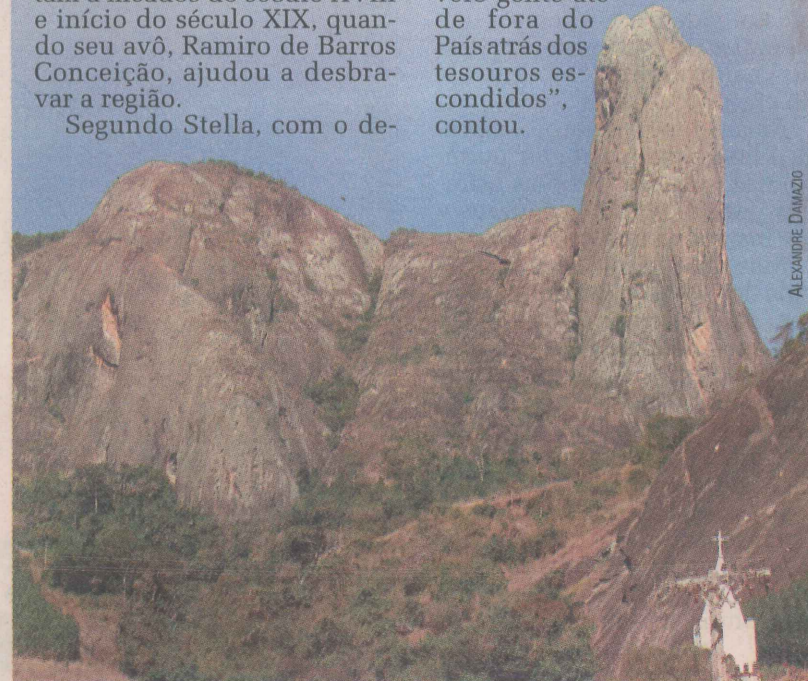 e início do século XIX, quan-
do seu avô, Ramiro de Barros
Conceição, ajudou a desbra-
var a região.
Segundo Stella, com o de-
de fora do
País atrás dos
tesouros es-
condidos",
contou.
ALEXANDRE DAMAZIO